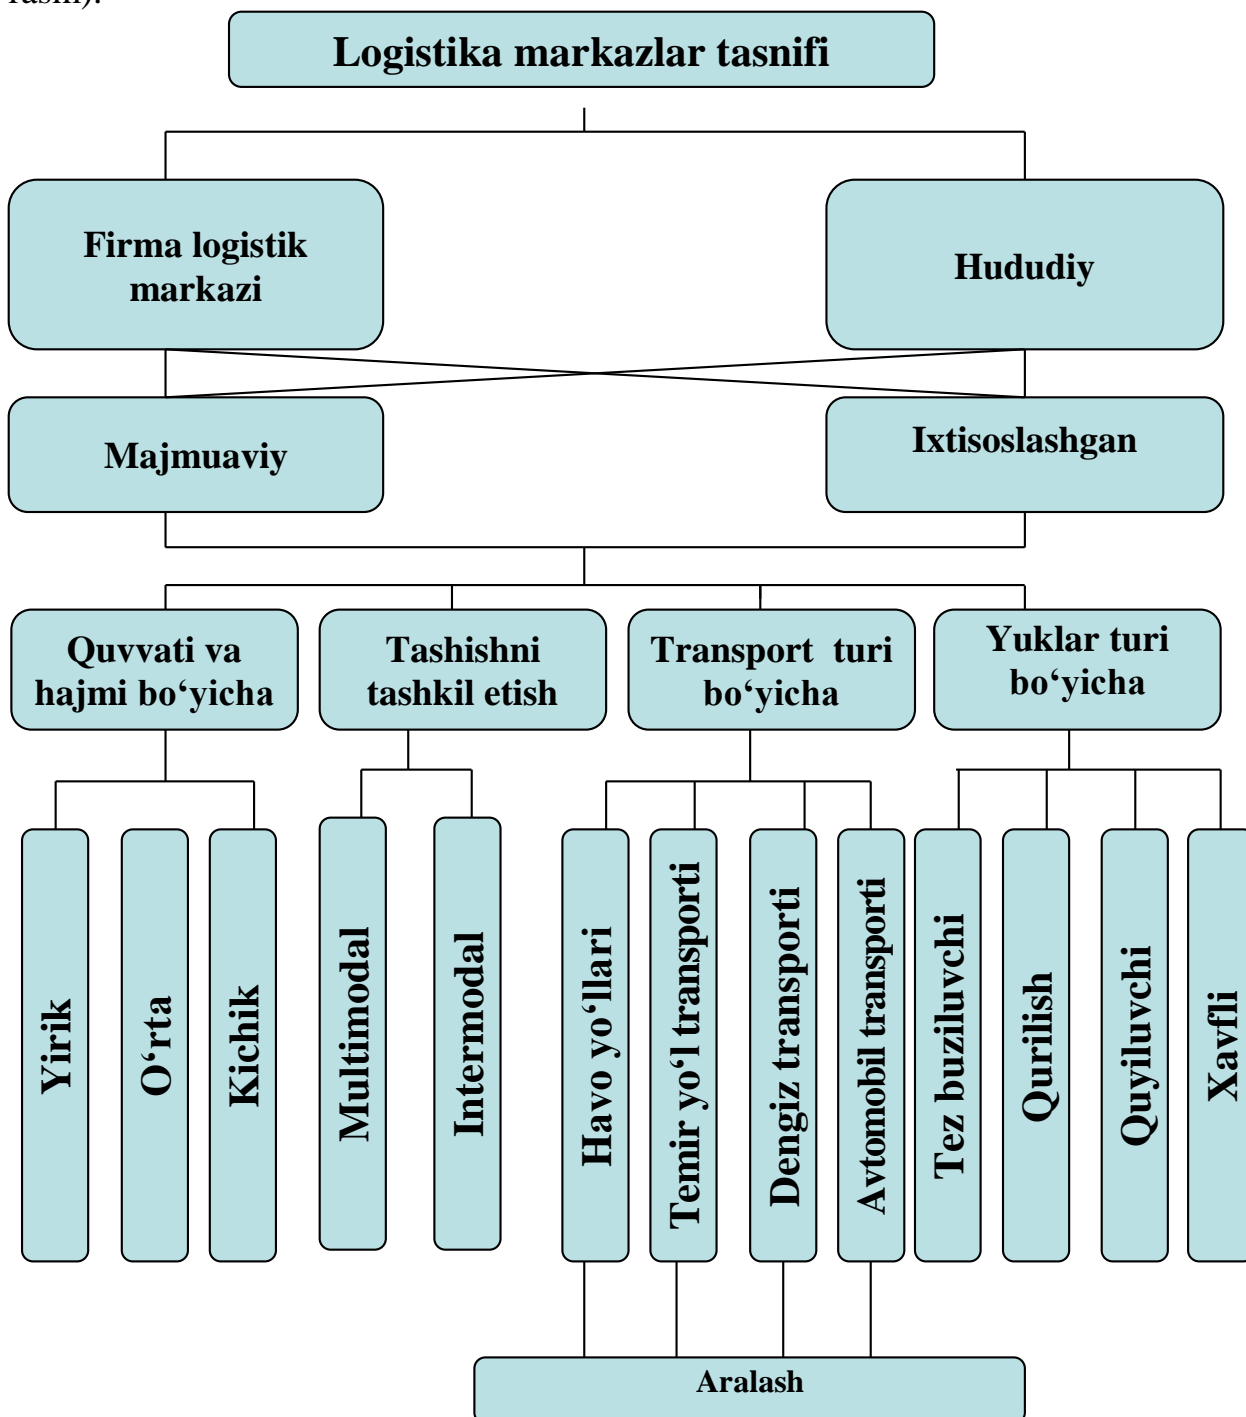 rasm).
Logistika markazlar tasnifi
Firma logistik
markazi
Hududiy
Majmuaviy
Ixtisoslashgan
Quvvati va
hajmi bo‘yicha
Tashishni
tashkil etish
Transport turi
bo‘yicha
Yuklar turi
bo‘yicha
Yirik
O‘rta
Kichik
Multimodal
Intermodal
Havo yo‘llari
Temir yo‘l transporti
Dengiz transporti
Avtomobil transporti
Tez buziluvchi
Qurilish
Quyiluvchi
Xavfli
Aralash